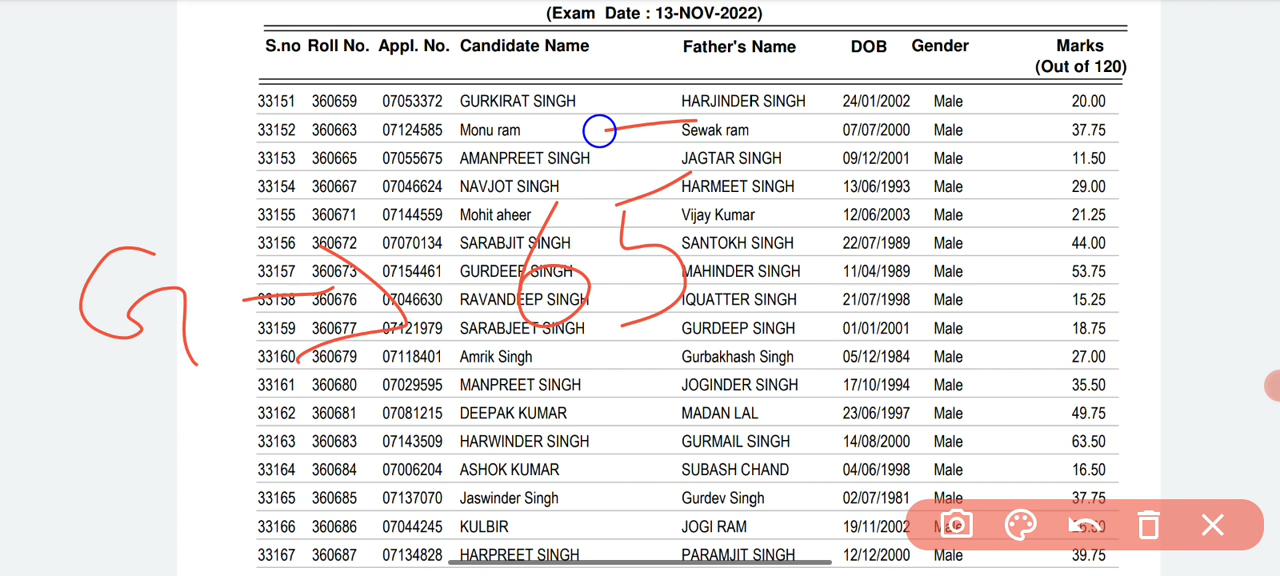 (Exam Date : 13-NOV-2022)
S.no Roll No. Appl. No. Candidate Name Father's Name DOB Gender Marks
(Out of 120)
33151 360659 07053372 GURKIRAT SINGH HARJINDER SINGH 24/01/2002 Male 20.00
33152 360663 07124585 Monu ram Sewak ram 07/07/2000 Male 37.75
33153 360665 07055675 AMANPREET SINGH JAGTAR SINGH 09/12/2001 Male 11.50
33154 360667 07046624 NAVJOT SINGH HARMEET SINGH 13/06/1993 Male 29.00
33155 360671 07144559 Mohit aheer Vijay Kumar 12/06/2003 Male 21.25
33156 360672 07070134 SARABJIT SINGH SANTOKH SINGH 22/07/1989 Male 44.00
33157 360673 07154461 GURDEEP SINGH MAHINDER SINGH 11/04/1989 Male 53.75
33158 360676 07046630 RAVANDEEP SINGH IQUATTER SINGH 21/07/1998 Male 15.25
33159 360677 07121979 SARABJEET SINGH GURDEEP SINGH 01/01/2001 Male 18.75
33160 360679 07118401 Amrik Singh Gurbakhash Singh 05/12/1984 Male 27.00
33161 360680 07029595 MANPREET SINGH JOGINDER SINGH 17/10/1994 Male 35.50
33162 360681 07081215 DEEPAK KUMAR MADAN LAL 23/06/1997 Male 49.75
33163 360683 07143509 HARWINDER SINGH GURMAIL SINGH 14/08/2000 Male 63.50
33164 360684 07006204 ASHOK KUMAR SUBASH CHAND 04/06/1998 Male 16.50
33165 360685 07137070 Jaswinder Singh Gurdev Singh 02/07/1981 Male 37.75
33166 360686 07044245 KULBIR JOGI RAM 19/11/2002 Male
33167 360687 07134828 HARPREET SINGH PARAMJIT SINGH 12/12/2000 Male 39.75
65